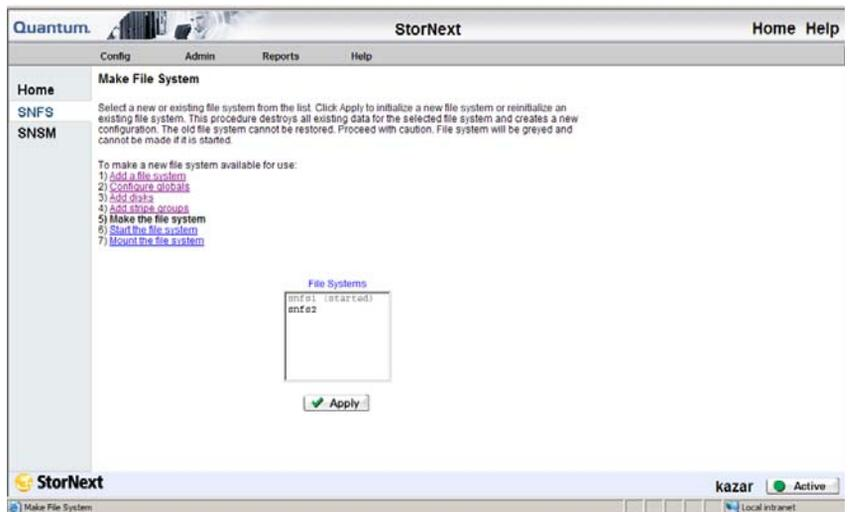 Quantum.
StorNext
Home Help
Config Admin Reports Help
Home
SNFS
SNSM
Make File System
Select a new or existing file system from the list. Click Apply to initialize a new file system or reinitialize an
existing file system. This procedure destroys all existing data for the selected file system and creates a new
configuration. The old file system cannot be restored. Proceed with caution. File system will be greyed and
cannot be made if it is started.
To make a new file system available for use:
1) Add a file system
2) Configure globals
3) Add disks
4) Add stripe groups
5) Make the file system
6) Start the file system
7) Mount the file system
File Systems
snfs1 (started)
snfs2
Apply
StorNext
kazar Active
Make File System
Local intranet